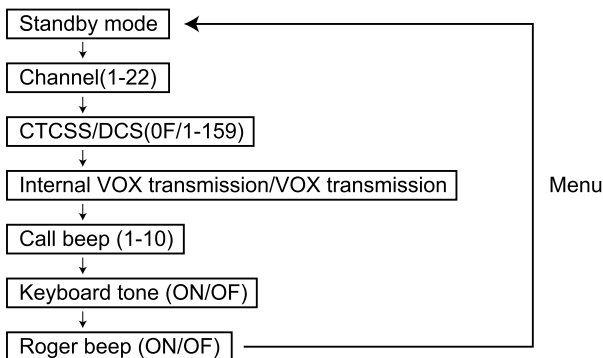 Standby mode
Channel(1-22)
CTCSS/DCS(0F/1-159)
Internal VOX transmission/VOX transmission
Menu
Call beep (1-10)
Keyboard tone (ON/OF)
Roger beep (ON/OF)